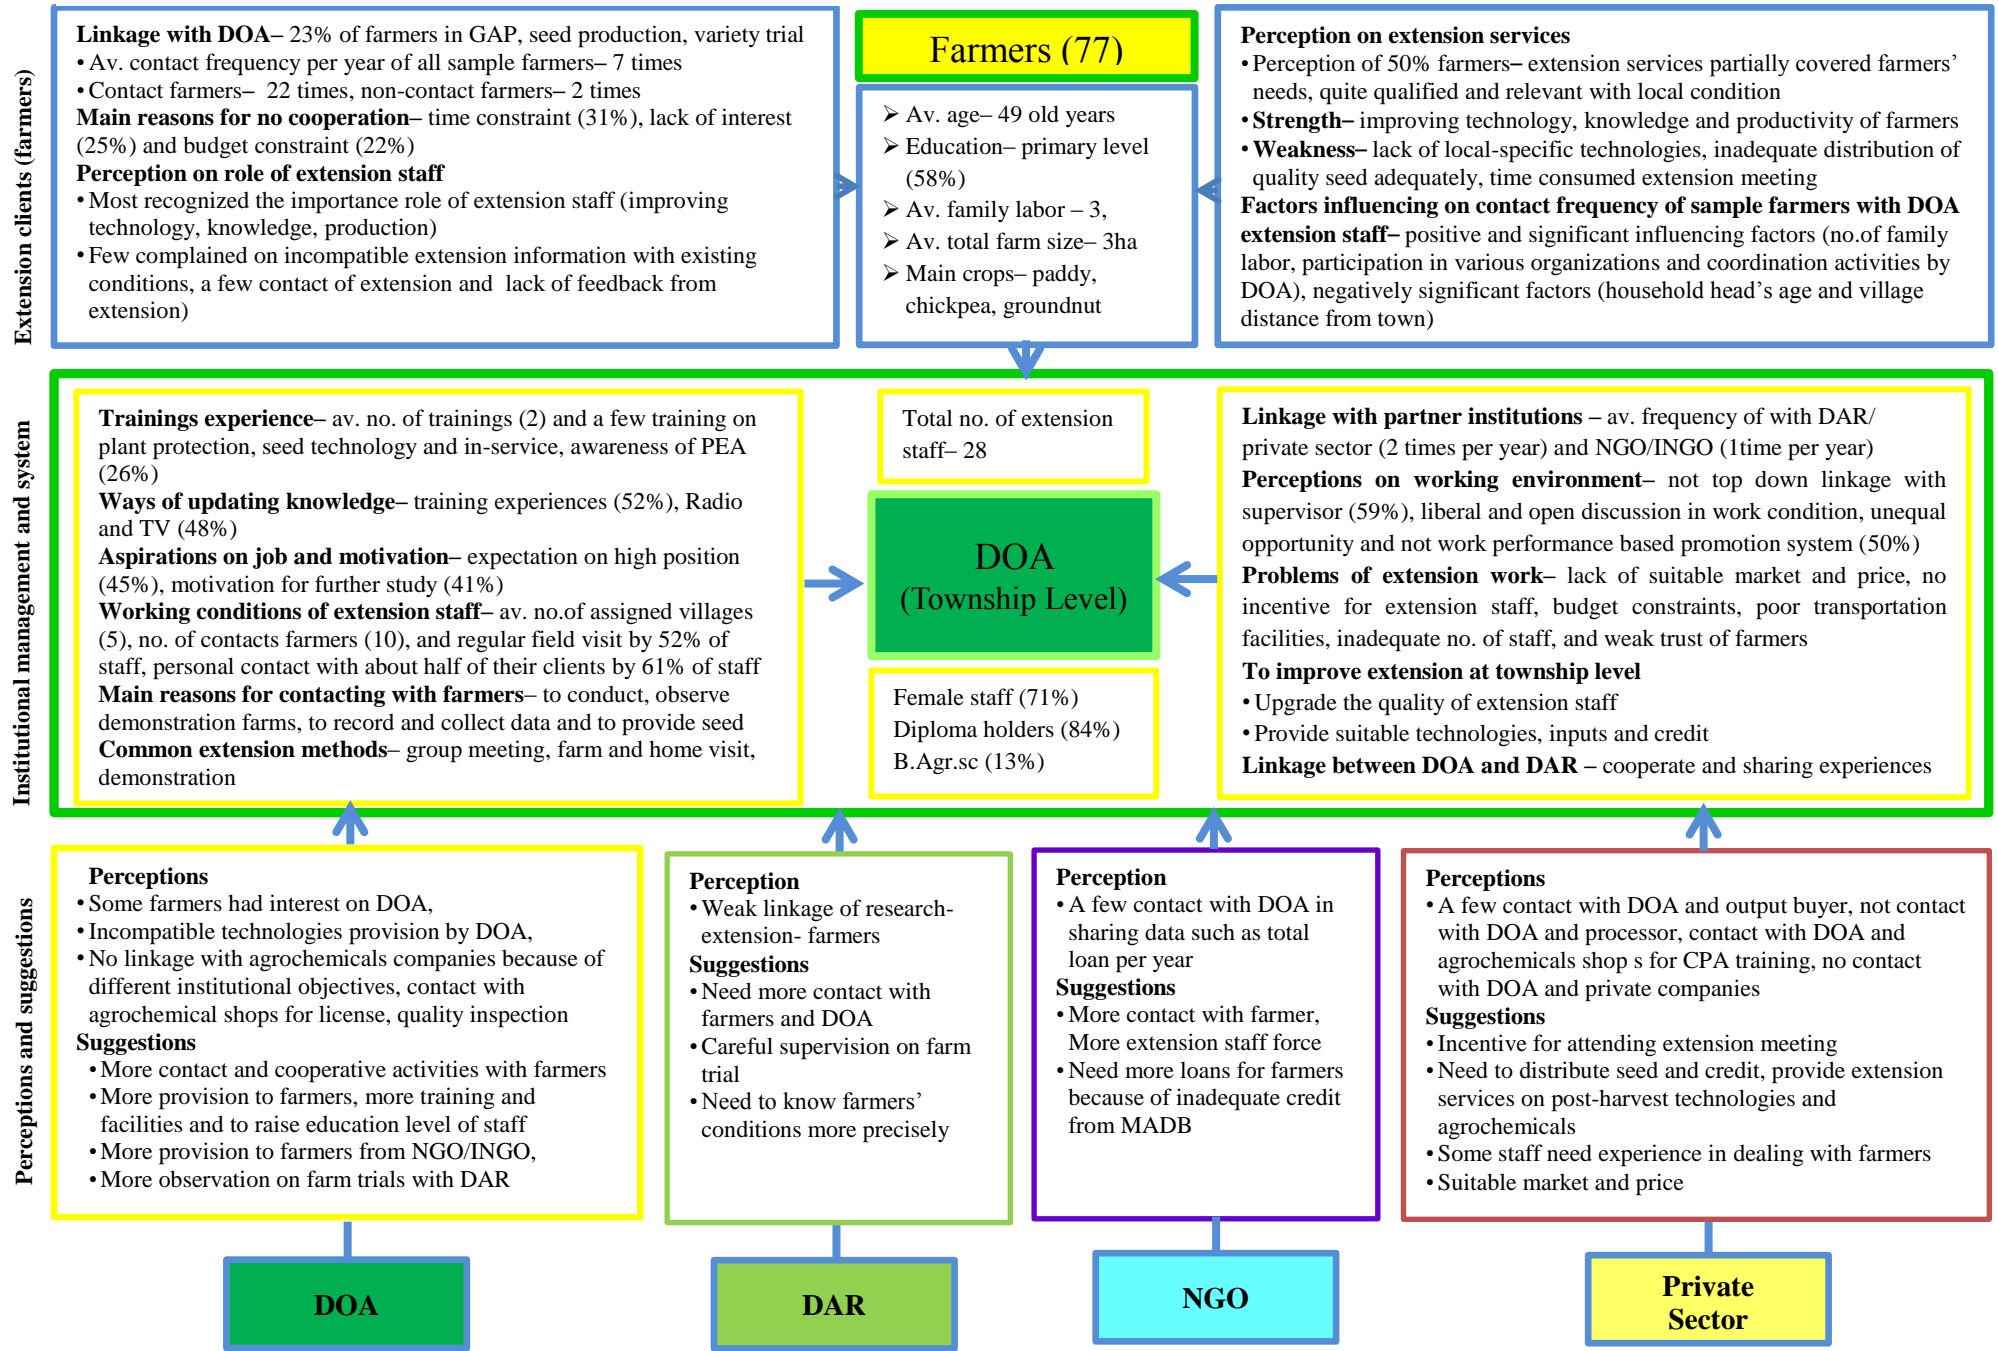 Extension clients (farmers)
Linkage with DOA– 23% of farmers in GAP, seed production, variety trial
• Av. contact frequency per year of all sample farmers– 7 times
• Contact farmers– 22 times, non-contact farmers– 2 times
Main reasons for no cooperation– time constraint (31%), lack of interest
(25%) and budget constraint (22%)
Perception on role of extension staff
• Most recognized the importance role of extension staff (improving
technology, knowledge, production)
• Few complained on incompatible extension information with existing
conditions, a few contact of extension and lack of feedback from
extension)
Farmers (77)
➢ Av. age– 49 old years
➢ Education– primary level
(58%)
➢ Av. family labor – 3,
➢ Av. total farm size– 3ha
➢ Main crops– paddy,
chickpea, groundnut
Perception on extension services
• Perception of 50% farmers– extension services partially covered farmers’
needs, quite qualified and relevant with local condition
• Strength– improving technology, knowledge and productivity of farmers
• Weakness– lack of local-specific technologies, inadequate distribution of
quality seed adequately, time consumed extension meeting
Factors influencing on contact frequency of sample farmers with DOA
extension staff– positive and significant influencing factors (no.of family
labor, participation in various organizations and coordination activities by
DOA), negatively significant factors (household head’s age and village
distance from town)
Institutional management and system
Trainings experience– av. no. of trainings (2) and a few training on
plant protection, seed technology and in-service, awareness of PEA
(26%)
Ways of updating knowledge– training experiences (52%), Radio
and TV (48%)
Aspirations on job and motivation– expectation on high position
(45%), motivation for further study (41%)
Working conditions of extension staff– av. no.of assigned villages
(5), no. of contacts farmers (10), and regular field visit by 52% of
staff, personal contact with about half of their clients by 61% of staff
Main reasons for contacting with farmers– to conduct, observe
demonstration farms, to record and collect data and to provide seed
Common extension methods– group meeting, farm and home visit,
demonstration
Total no. of extension
staff– 28
DOA
(Township Level)
Female staff (71%)
Diploma holders (84%)
B.Agr.sc (13%)
Linkage with partner institutions – av. frequency of with DAR/
private sector (2 times per year) and NGO/INGO (1time per year)
Perceptions on working environment– not top down linkage with
supervisor (59%), liberal and open discussion in work condition, unequal
opportunity and not work performance based promotion system (50%)
Problems of extension work– lack of suitable market and price, no
incentive for extension staff, budget constraints, poor transportation
facilities, inadequate no. of staff, and weak trust of farmers
To improve extension at township level
• Upgrade the quality of extension staff
• Provide suitable technologies, inputs and credit
Linkage between DOA and DAR – cooperate and sharing experiences
Perceptions and suggestions
Perceptions
• Some farmers had interest on DOA,
• Incompatible technologies provision by DOA,
• No linkage with agrochemicals companies because of
different institutional objectives, contact with
agrochemical shops for license, quality inspection
Suggestions
• More contact and cooperative activities with farmers
• More provision to farmers, more training and
facilities and to raise education level of staff
• More provision to farmers from NGO/INGO,
• More observation on farm trials with DAR
Perception
• Weak linkage of research-
extension- farmers
Suggestions
• Need more contact with
farmers and DOA
• Careful supervision on farm
trial
• Need to know farmers’
conditions more precisely
Perception
• A few contact with DOA in
sharing data such as total
loan per year
Suggestions
• More contact with farmer,
More extension staff force
• Need more loans for farmers
because of inadequate credit
from MADB
Perceptions
• A few contact with DOA and output buyer, not contact
with DOA and processor, contact with DOA and
agrochemicals shop s for CPA training, no contact
with DOA and private companies
Suggestions
• Incentive for attending extension meeting
• Need to distribute seed and credit, provide extension
services on post-harvest technologies and
agrochemicals
• Some staff need experience in dealing with farmers
• Suitable market and price
DOA
DAR
NGO
Private
Sector